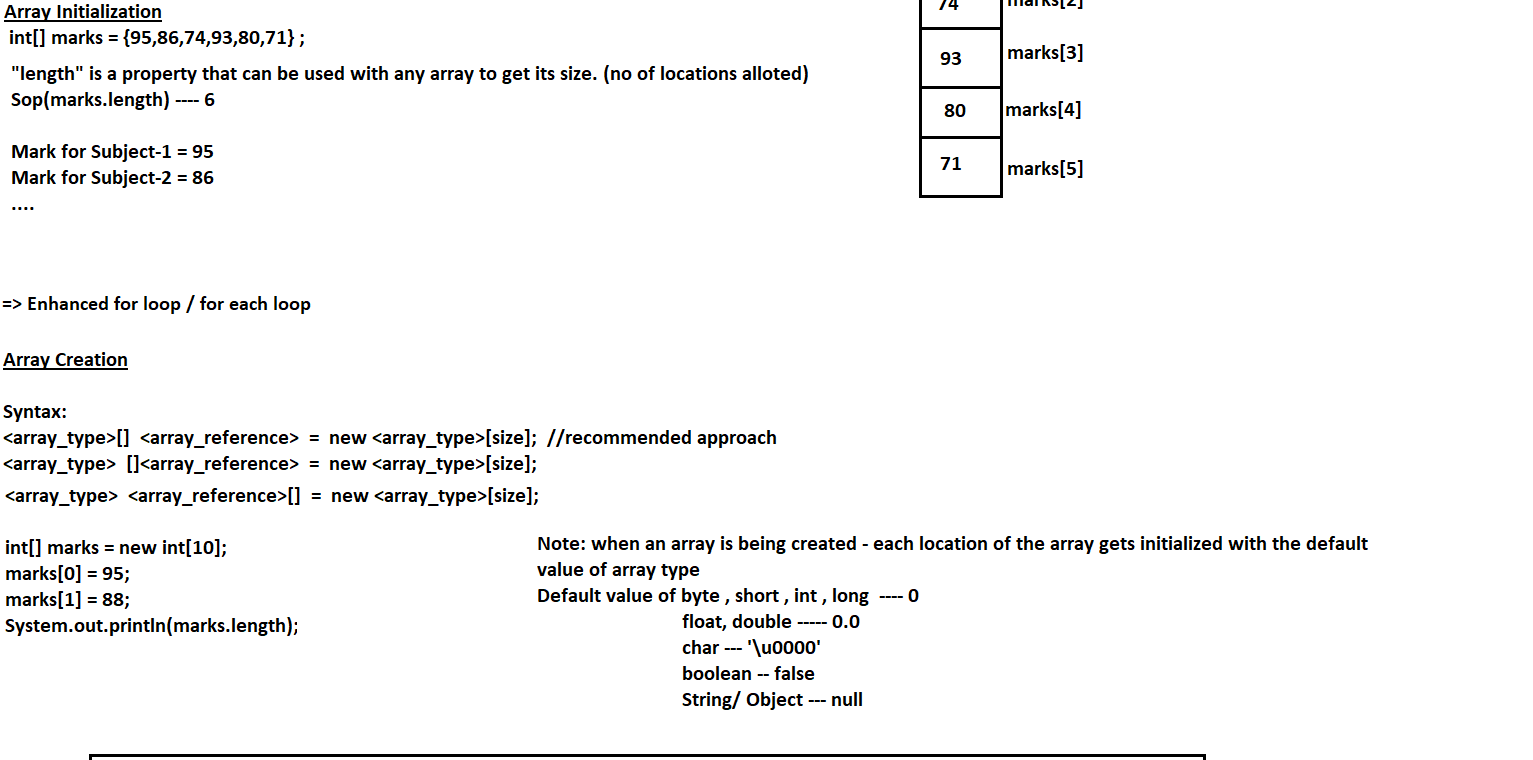 Array Initialization
int[] marks = {95,86,74,93,80,71} ;
"length" is a property that can be used with any array to get its size. (no of locations alloted)
Sop(marks.length) ---- 6
Mark for Subject-1 = 95
Mark for Subject-2 = 86
....
74 marks[2]
93 marks[3]
80 marks[4]
71 marks[5]
=> Enhanced for loop / for each loop
Array Creation
Syntax:
<array_type>[] <array_reference> = new <array_type>[size]; //recommended approach
<array_type> []<array_reference> = new <array_type>[size];
<array_type> <array_reference>[] = new <array_type>[size];
int[] marks = new int[10];
marks[0] = 95;
marks[1] = 88;
System.out.println(marks.length);
Note: when an array is being created - each location of the array gets initialized with the default
value of array type
Default value of byte , short , int , long ---- 0
float, double ----- 0.0
char --- '\u0000'
boolean -- false
String/ Object --- null